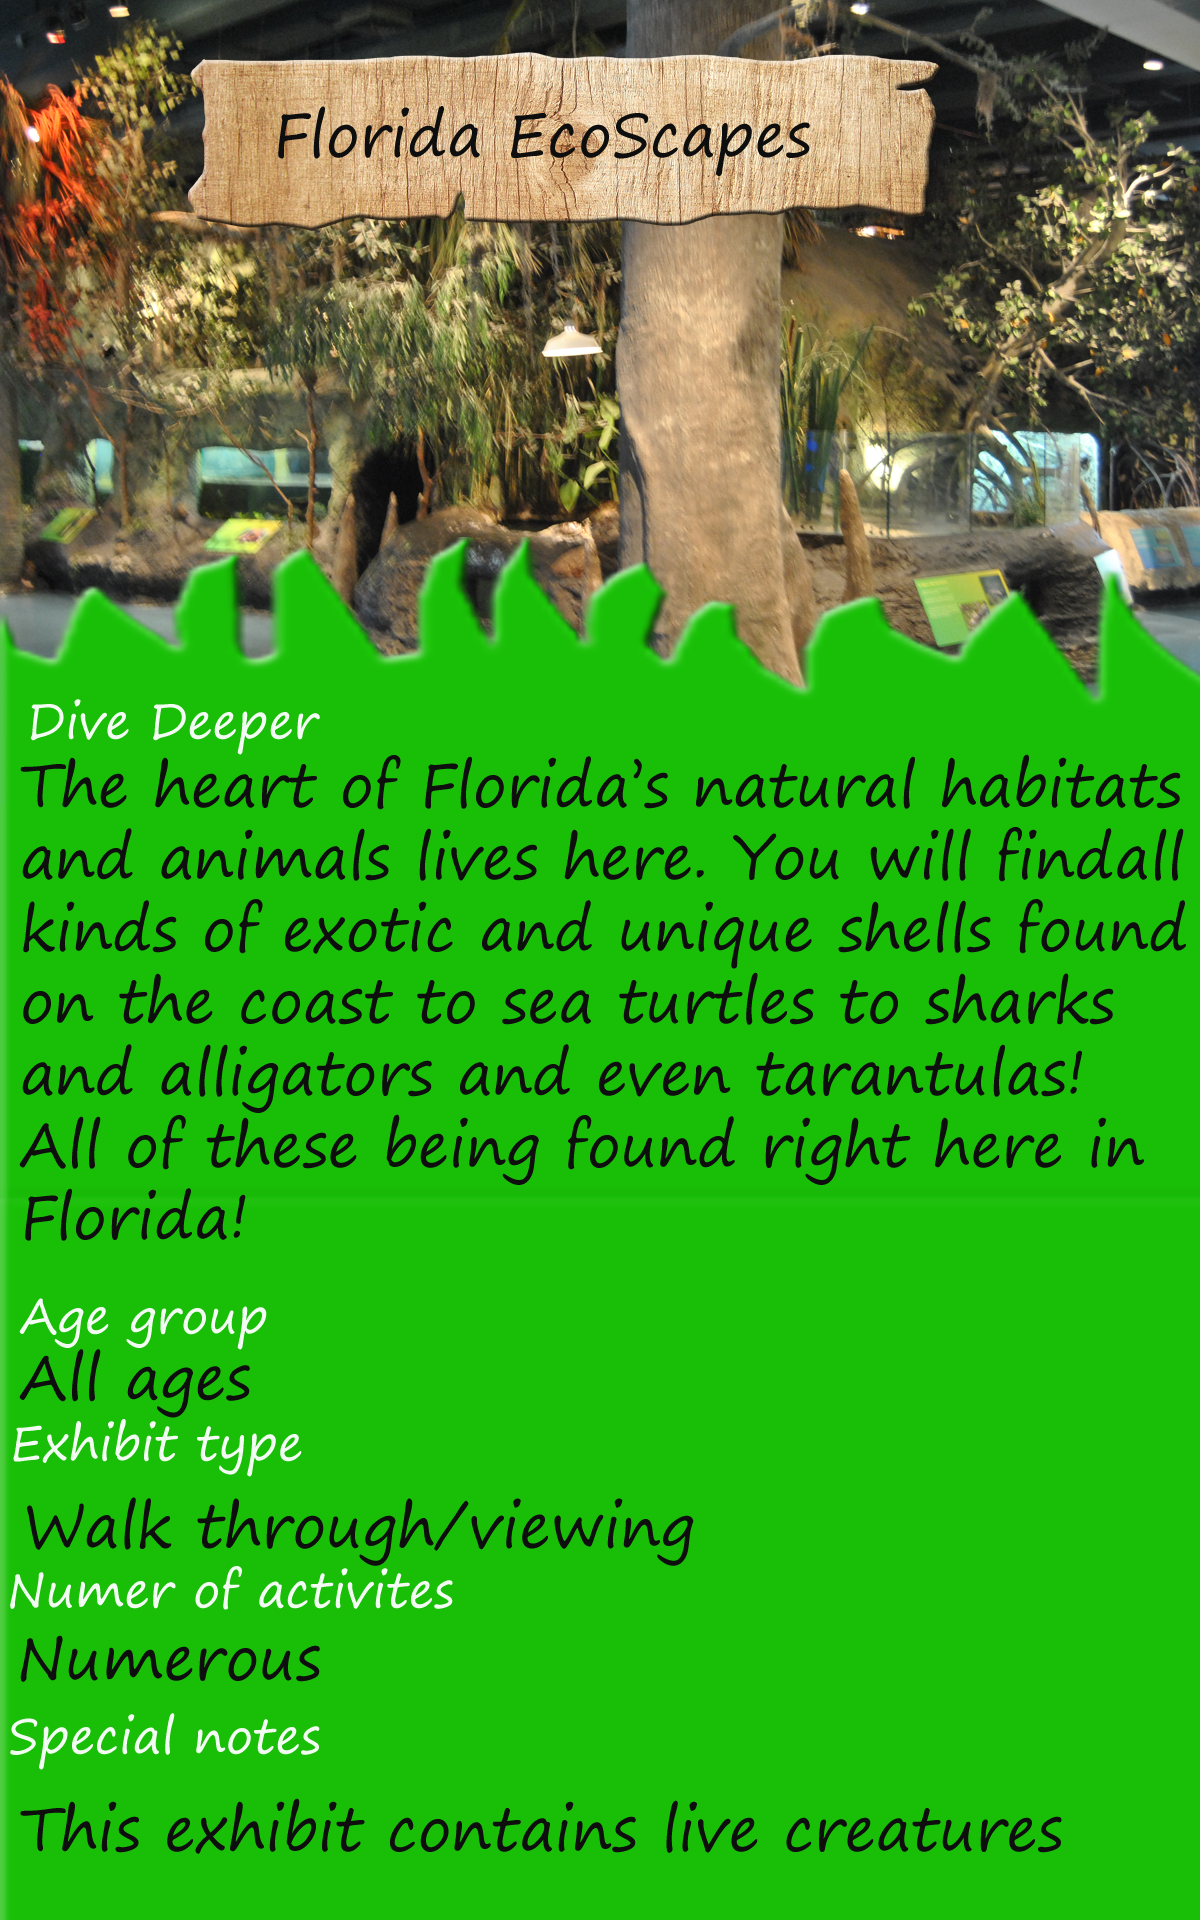 Florida EcoScapes
Dive Deeper
The heart of Florida’s natural habitats
and animals lives here. You will findall
kinds of exotic and unique shells found
on the coast to sea turtles to sharks
and alligators and even tarantulas!
All of these being found right here in
Florida!
Age group
All ages
Exhibit type
Walk through/viewing
Numer of activites
Numerous
Special notes
This exhibit contains live creatures